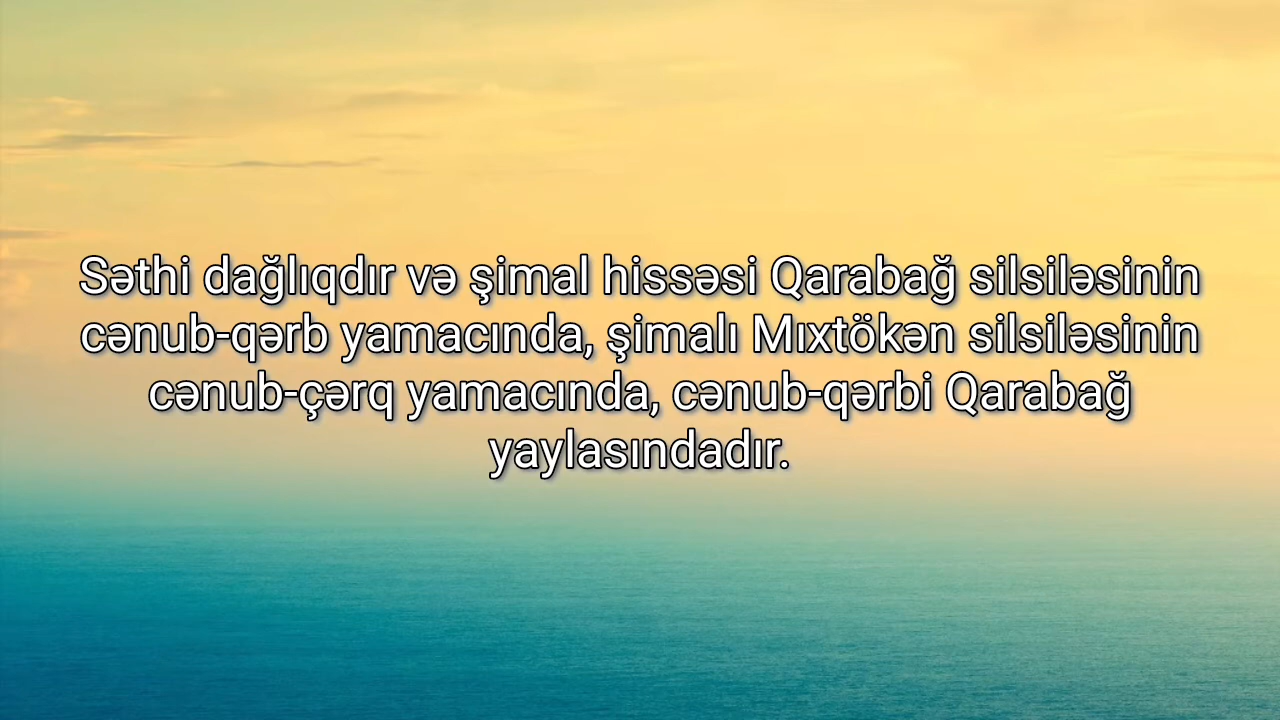 Səthi dağlıqdır və şimal hissəsi Qarabağ silsiləsinin
cənub-qərb yamacında, şimalı Mıxtökən silsiləsinin
cənub-çərq yamacında, cənub-qərbi Qarabağ
yaylasındadır.